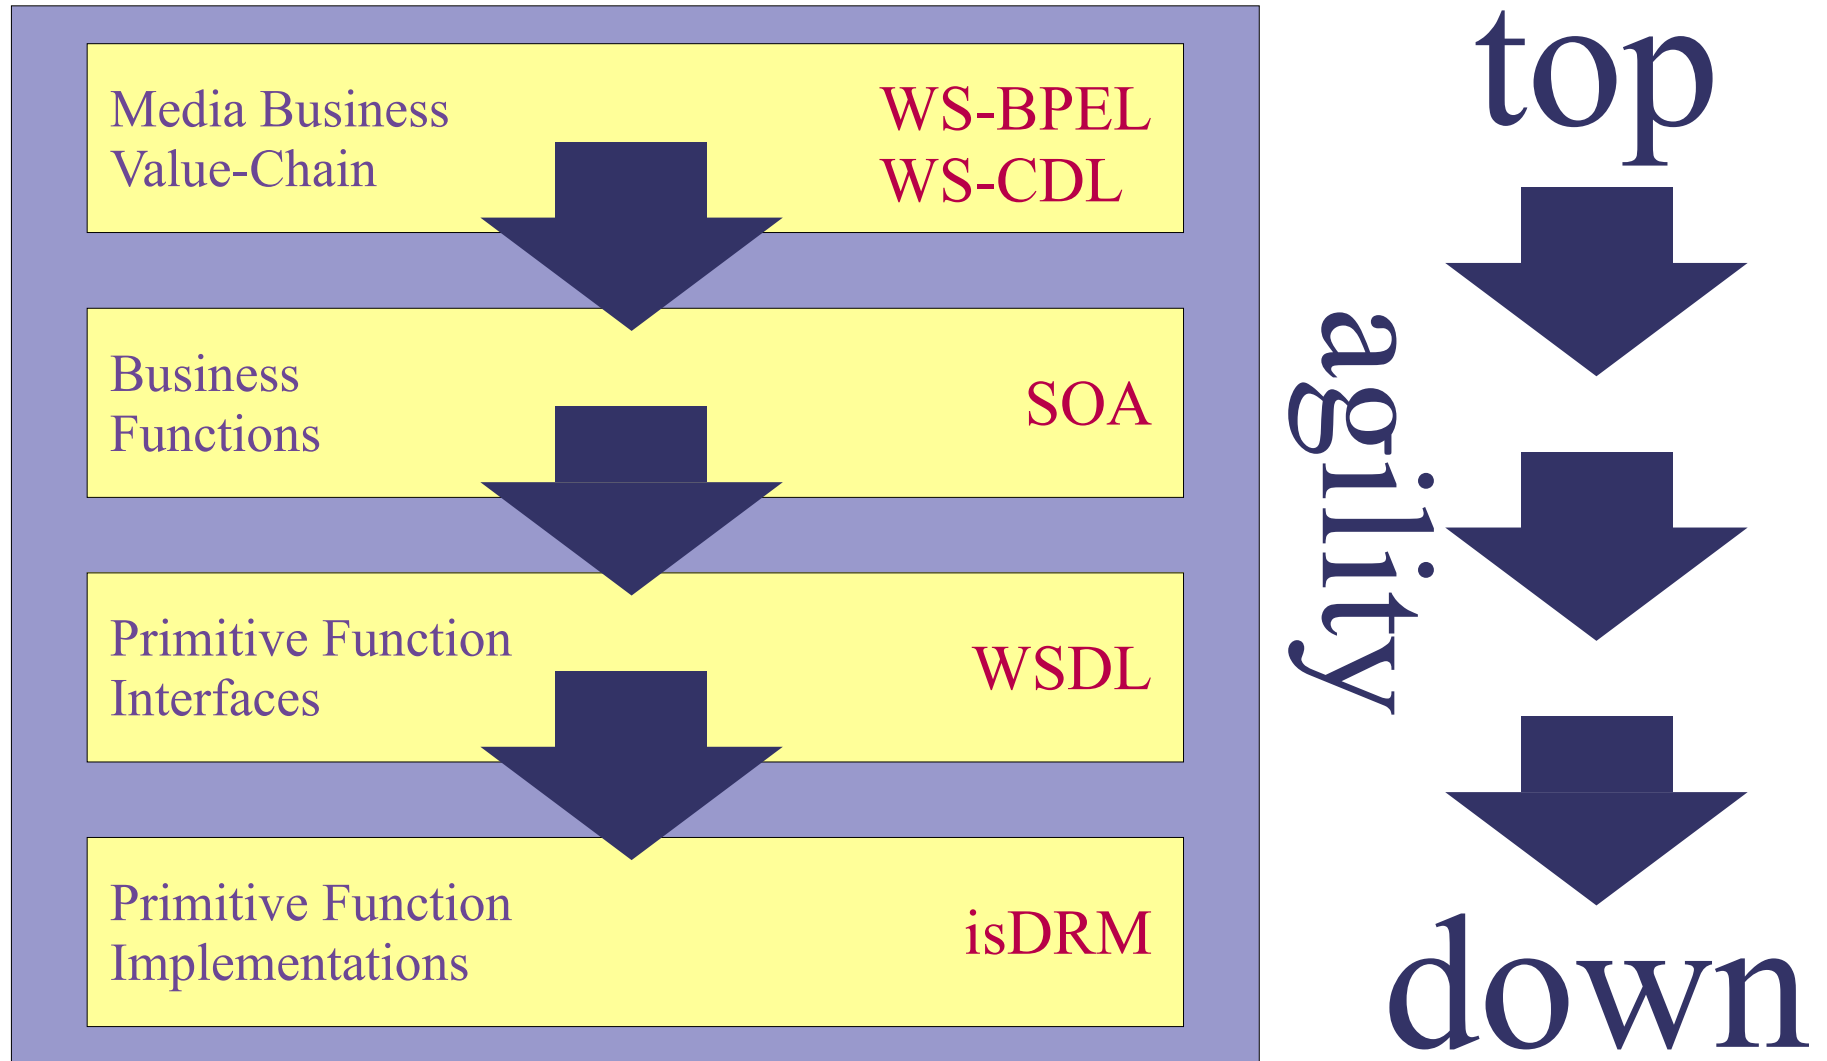 Media Business
Value-Chain
WS-BPEL
WS-CDL
Business
Functions
SOA
Primitive Function
Interfaces
WSDL
Primitive Function
Implementations
isDRM
top
agility
down